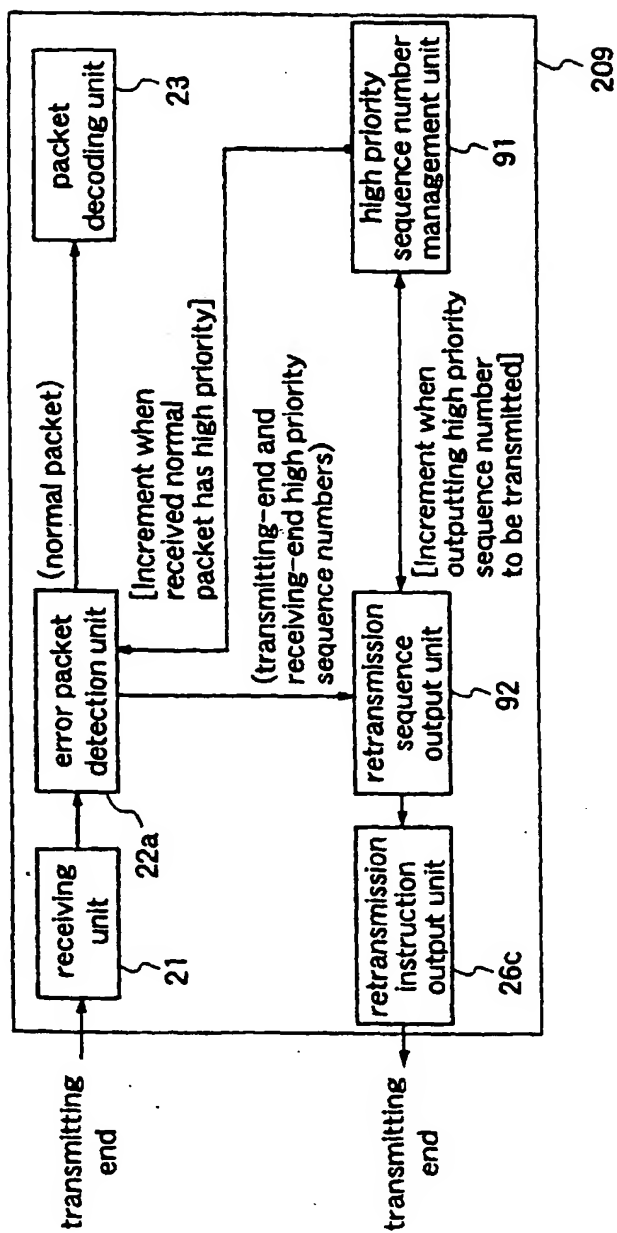 transmitting
end
receiving
unit
21
error packet
detection unit
22a
(normal packet)
packet
decoding unit
23
[Increment when
received normal
packet has high priority]
(transmitting-end and
receiving-end high priority
sequence numbers)
transmitting
end
retransmission
instruction
output unit
26c
retransmission
sequence
output unit
92
[Increment when
outputting high priority
sequence number
to be transmitted]
high priority
sequence number
management unit
91
209